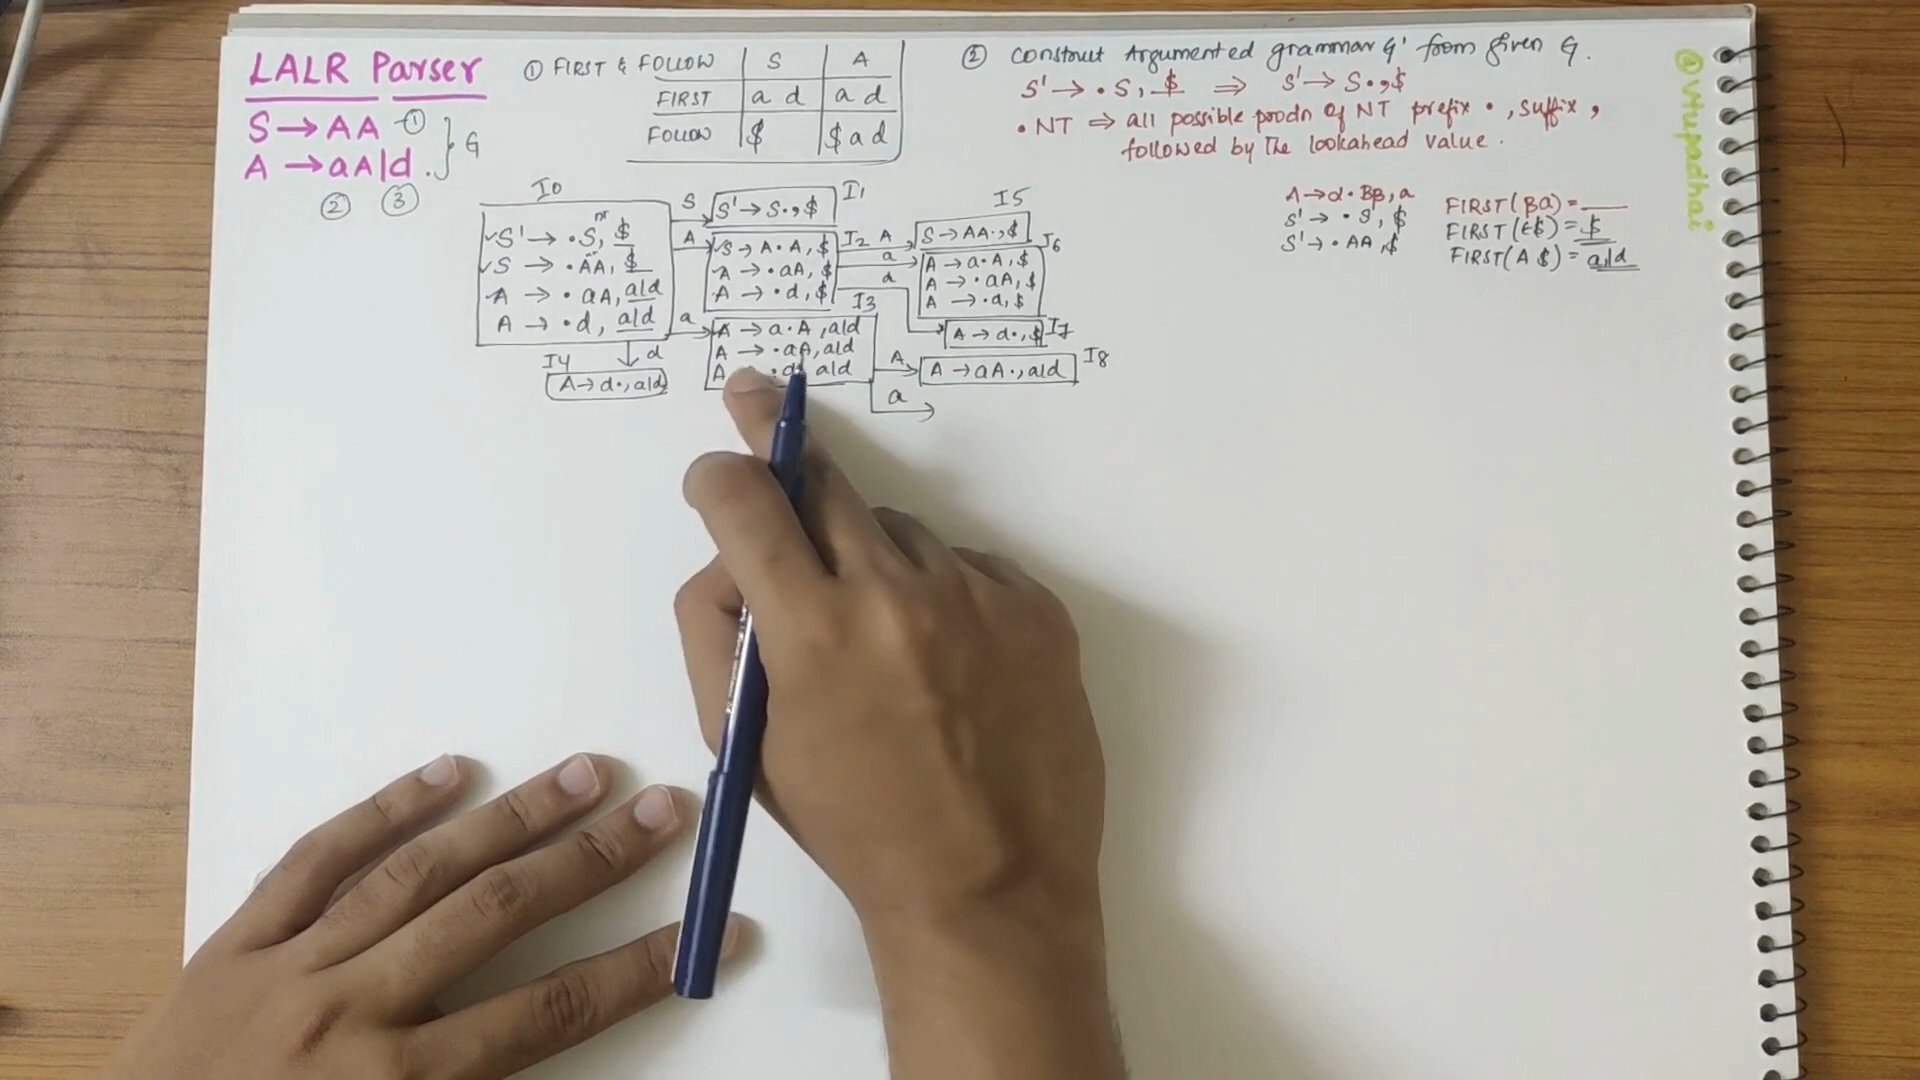 LALR Parser
S → AA - ①
A → aA|d . } G
② ③
① FIRST & FOLLOW | S | A
FIRST | a d | a d
FOLLOW | $ | $ a d
② Construct Argumented grammar G' from given G.
S' → • S, $ ⇒ S' → S •, $
• NT ⇒ all possible prodn of NT prefix • , suffix ,
followed by the lookahead value .
A → α • Bβ, a
S' → • S, $
S' → • AA, $
FIRST(βa) = ___
FIRST(ε$) = $
FIRST(A $) = a|d
I0
S' → •S, $
S → •AA, $
A → •aA, a|d
A → •d, a|d
S
S' → S•, $
I1
A
S → A•A, $
A → •aA, $
A → •d, $
I2
a
A → a•A, a|d
A → •aA, a|d
A •d, a|d
I3
d
I4
A → d•, a|d
A
S → AA•, $
I5
a
A → a•A, $
A → •aA, $
A → •d, $
I6
d
A → d•, $
I7
A
A → aA•, a|d
I8
a
@vtupadhai